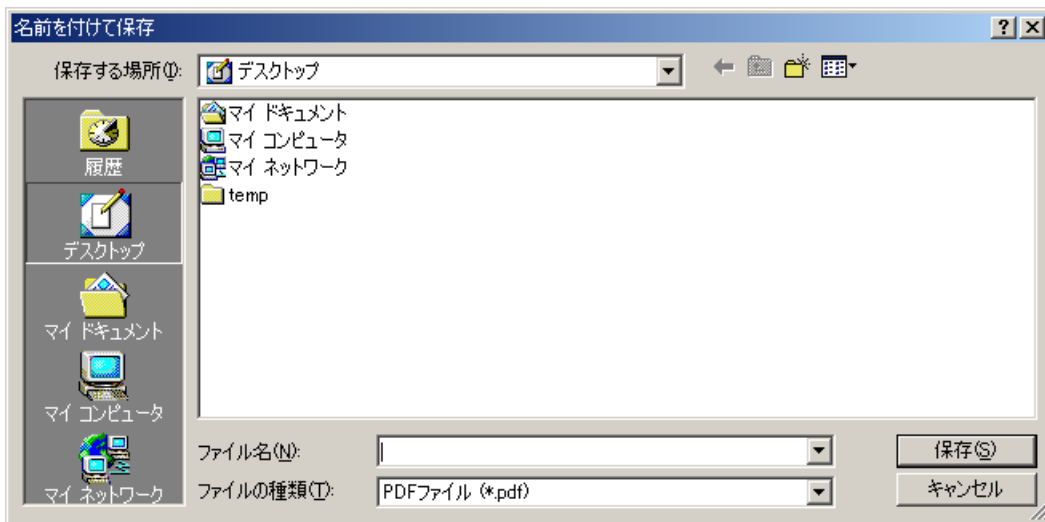 名前を付けて保存
保存する場所(I): デスクトップ
履歴
デスクトップ
マイ ドキュメント
マイ コンピュータ
マイ ネットワーク
マイ ドキュメント
マイ コンピュータ
マイ ネットワーク
temp
ファイル名(N):
保存(S)
ファイルの種類(T): PDFファイル (*.pdf)
キャンセル